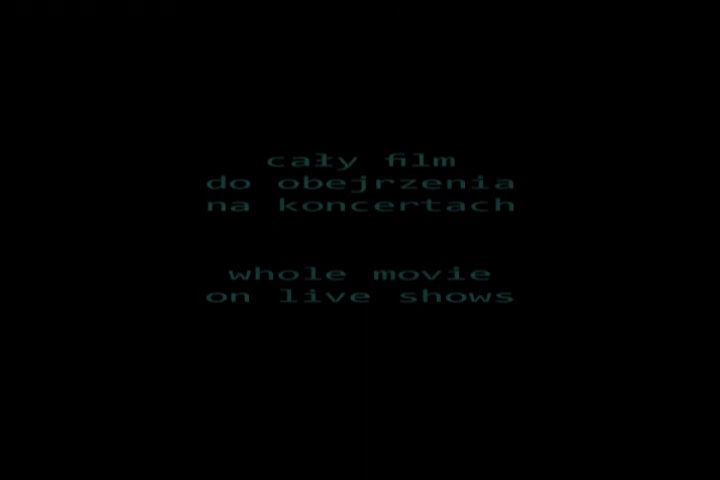 cały film
do obejrzenia
na koncertach
whole movie
on live shows